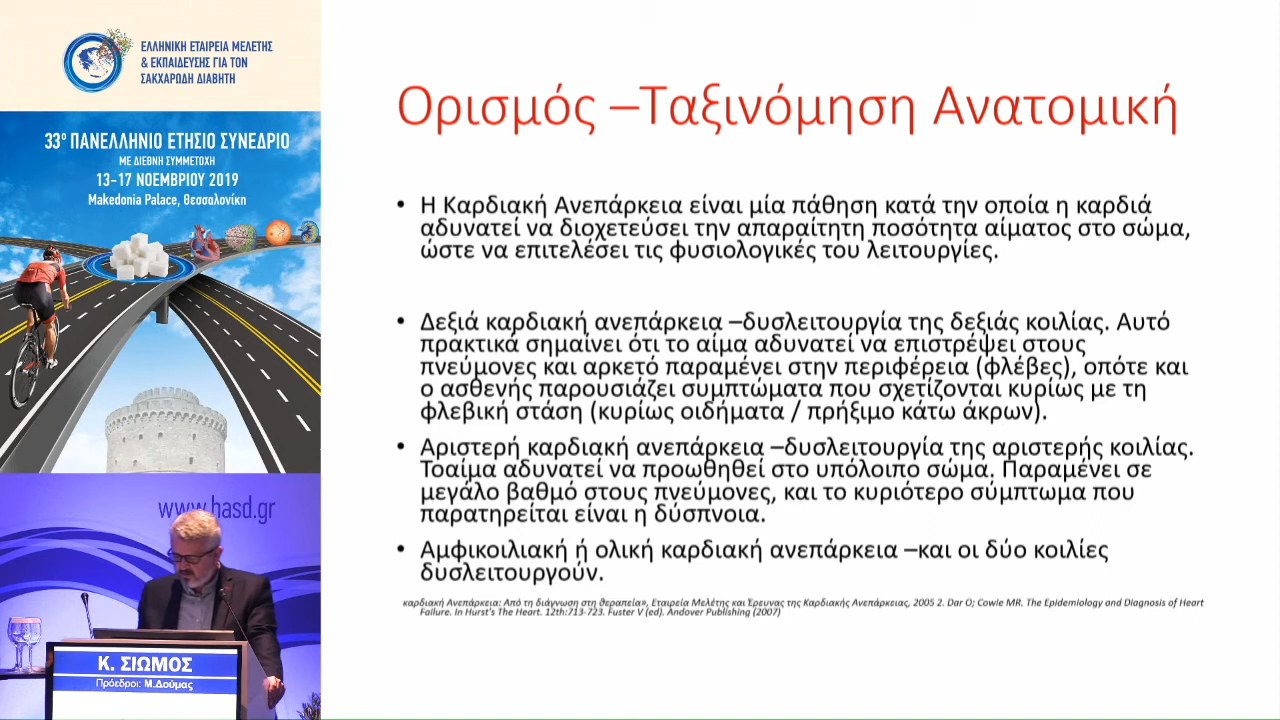 ΕΛΛΗΝΙΚΗ ΕΤΑΙΡΕΙΑ ΜΕΛΕΤΗΣ
& ΕΚΠΑΙΔΕΥΣΗΣ ΓΙΑ ΤΟΝ
ΣΑΚΧΑΡΩΔΗ ΔΙΑΒΗΤΗ
33ο ΠΑΝΕΛΛΗΝΙΟ ΕΤΗΣΙΟ ΣΥΝΕΔΡΙΟ
ΜΕ ΔΙΕΘΝΗ ΣΥΜΜΕΤΟΧΗ
13-17 ΝΟΕΜΒΡΙΟΥ 2019
Makedonia Palace, Θεσσαλονίκη
www.hasd.gr
Κ. ΣΙΩΜΟΣ
Πρόεδροι: Μ.Δούμας
Ορισμός –Ταξινόμηση Ανατομική
• Η Καρδιακή Ανεπάρκεια είναι μία πάθηση κατά την οποία η καρδιά
αδυνατεί να διοχετεύσει την απαραίτητη ποσότητα αίματος στο σώμα,
ώστε να επιτελέσει τις φυσιολογικές του λειτουργίες.
• Δεξιά καρδιακή ανεπάρκεια –δυσλειτουργία της δεξιάς κοιλίας. Αυτό
πρακτικά σημαίνει ότι το αίμα αδυνατεί να επιστρέψει στους
πνεύμονες και αρκετό παραμένει στην περιφέρεια (φλέβες), οπότε και
ο ασθενής παρουσιάζει συμπτώματα που σχετίζονται κυρίως με τη
φλεβική στάση (κυρίως οιδήματα / πρήξιμο κάτω άκρων).
• Αριστερή καρδιακή ανεπάρκεια –δυσλειτουργία της αριστερής κοιλίας.
Τοαίμα αδυνατεί να προωθηθεί στο υπόλοιπο σώμα. Παραμένει σε
μεγάλο βαθμό στους πνεύμονες, και το κυριότερο σύμπτωμα που
παρατηρείται είναι η δύσπνοια.
• Αμφικοιλιακή ή ολική καρδιακή ανεπάρκεια –και οι δύο κοιλίες
δυσλειτουργούν.
καρδιακή Ανεπάρκεια: Από τη διάγνωση στη θεραπεία», Εταιρεία Μελέτης και Έρευνας της Καρδιακής Ανεπάρκειας, 2005 2. Dar O; Cowie MR. The Epidemiology and Diagnosis of Heart
Failure. In Hurst's The Heart. 12th:713-723. Fuster V (ed). Andover Publishing (2007)